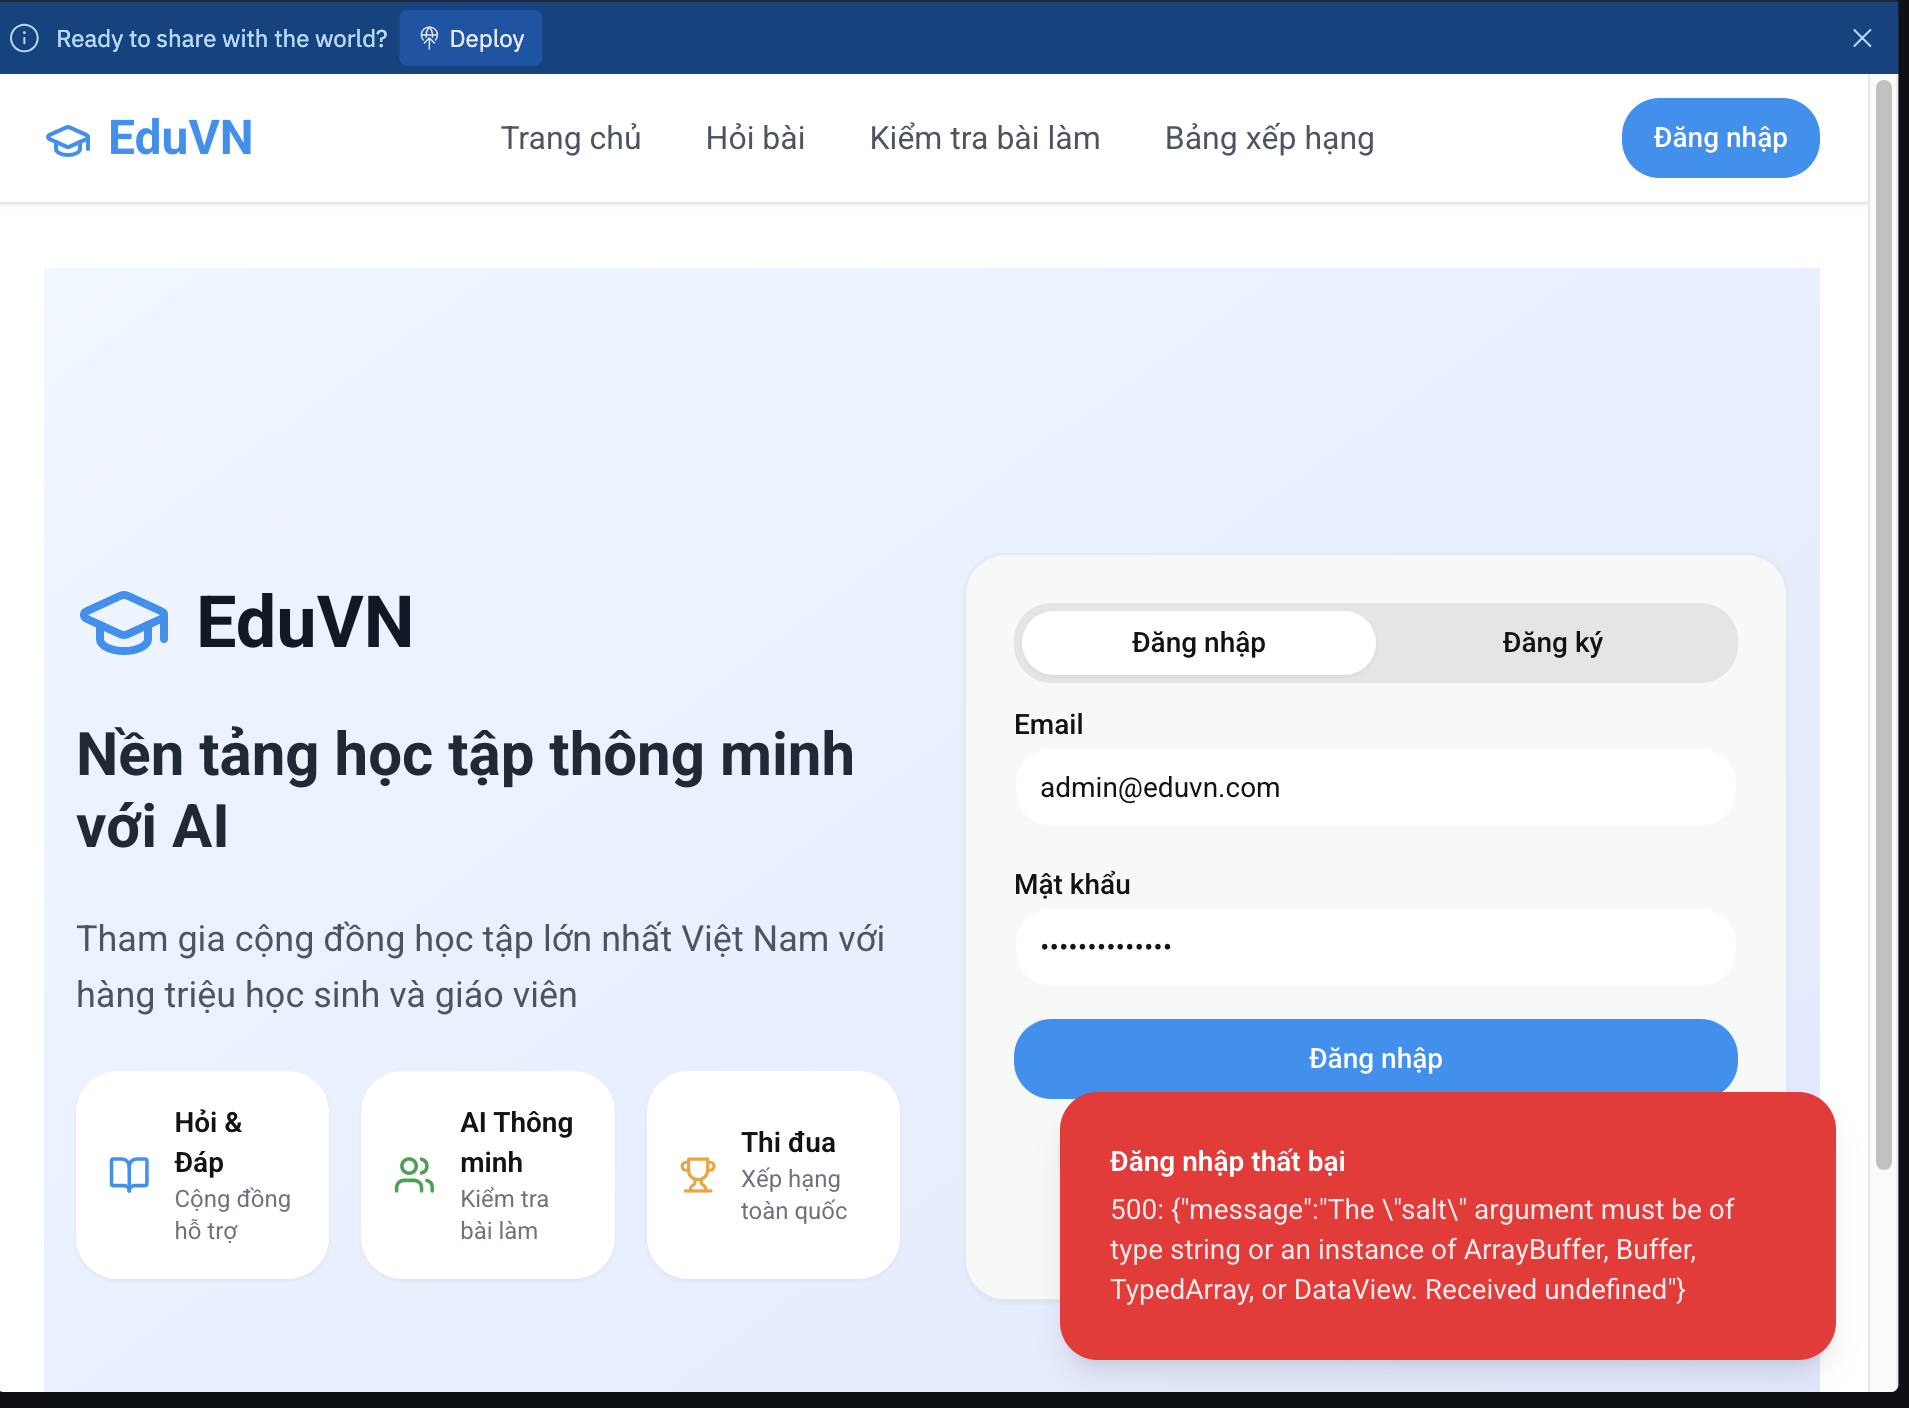 Ready to share with the world?
Deploy
EduVN
Trang chủ
Hỏi bài
Kiểm tra bài làm
Bảng xếp hạng
Đăng nhập
EduVN
Nền tảng học tập thông minh
với AI
Tham gia cộng đồng học tập lớn nhất Việt Nam với
hàng triệu học sinh và giáo viên
Hỏi &
Đáp
Cộng đồng
hỗ trợ
AI Thông
minh
Kiểm tra
bài làm
Thi đua
Xếp hạng
toàn quốc
Đăng nhập
Đăng ký
Email
admin@eduvn.com
Mật khẩu
••••••••••••••
Đăng nhập
Đăng nhập thất bại
500: {"message":"The \"salt\" argument must be of
type string or an instance of ArrayBuffer, Buffer,
TypedArray, or DataView. Received undefined"}